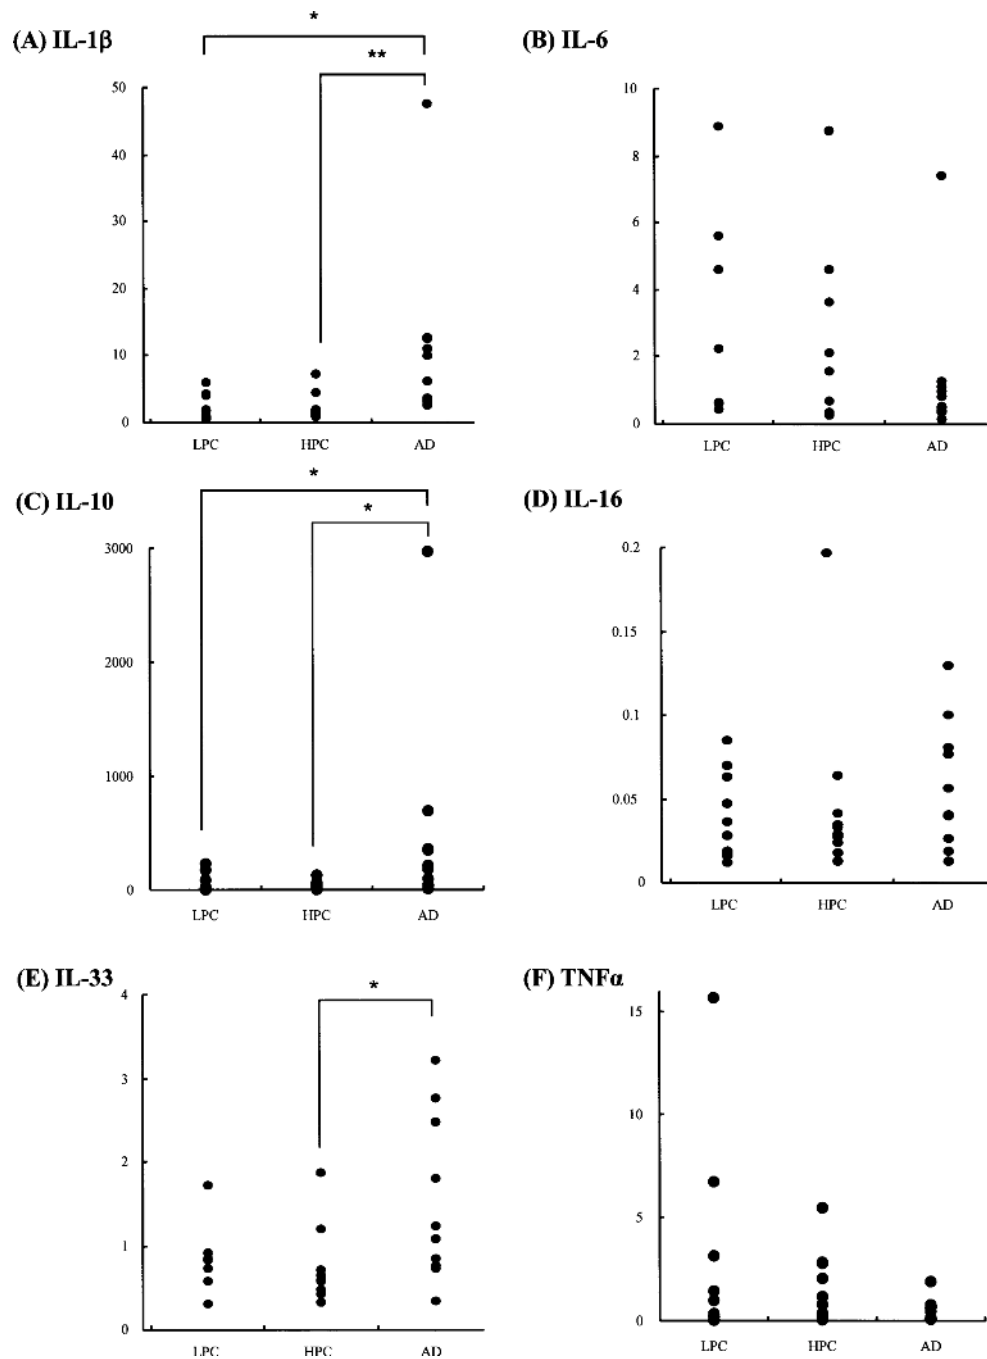 (A) IL-1β
*
**
50
40
30
20
10
0
LPC HPC AD
(B) IL-6
10
8
6
4
2
0
LPC HPC AD
(C) IL-10
*
*
3000
2000
1000
0
LPC HPC AD
(D) IL-16
0.2
0.15
0.1
0.05
0
LPC HPC AD
(E) IL-33
*
4
3
2
1
0
LPC HPC AD
(F) TNFα
15
10
5
0
LPC HPC AD